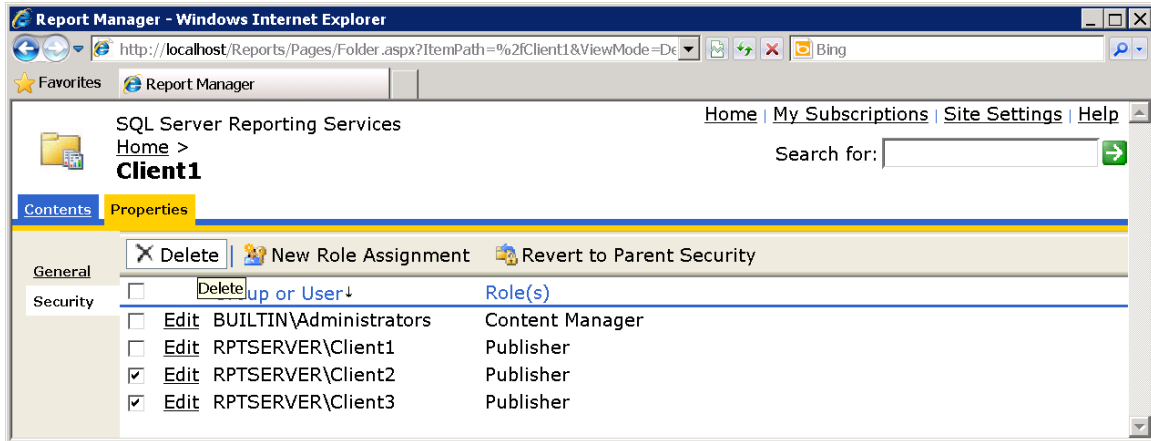 Report Manager - Windows Internet Explorer
http://localhost/Reports/Pages/Folder.aspx?ItemPath=%2fClient1&ViewMode=De
Bing
Favorites
Report Manager
Home | My Subscriptions | Site Settings | Help
SQL Server Reporting Services
Home >
Client1
Search for:
Contents
Properties
Delete | New Role Assignment
Revert to Parent Security
General
Security
Delete
up or User↓
Role(s)
Edit BUILTIN\Administrators Content Manager
Edit RPTSERVER\Client1 Publisher
Edit RPTSERVER\Client2 Publisher
Edit RPTSERVER\Client3 Publisher